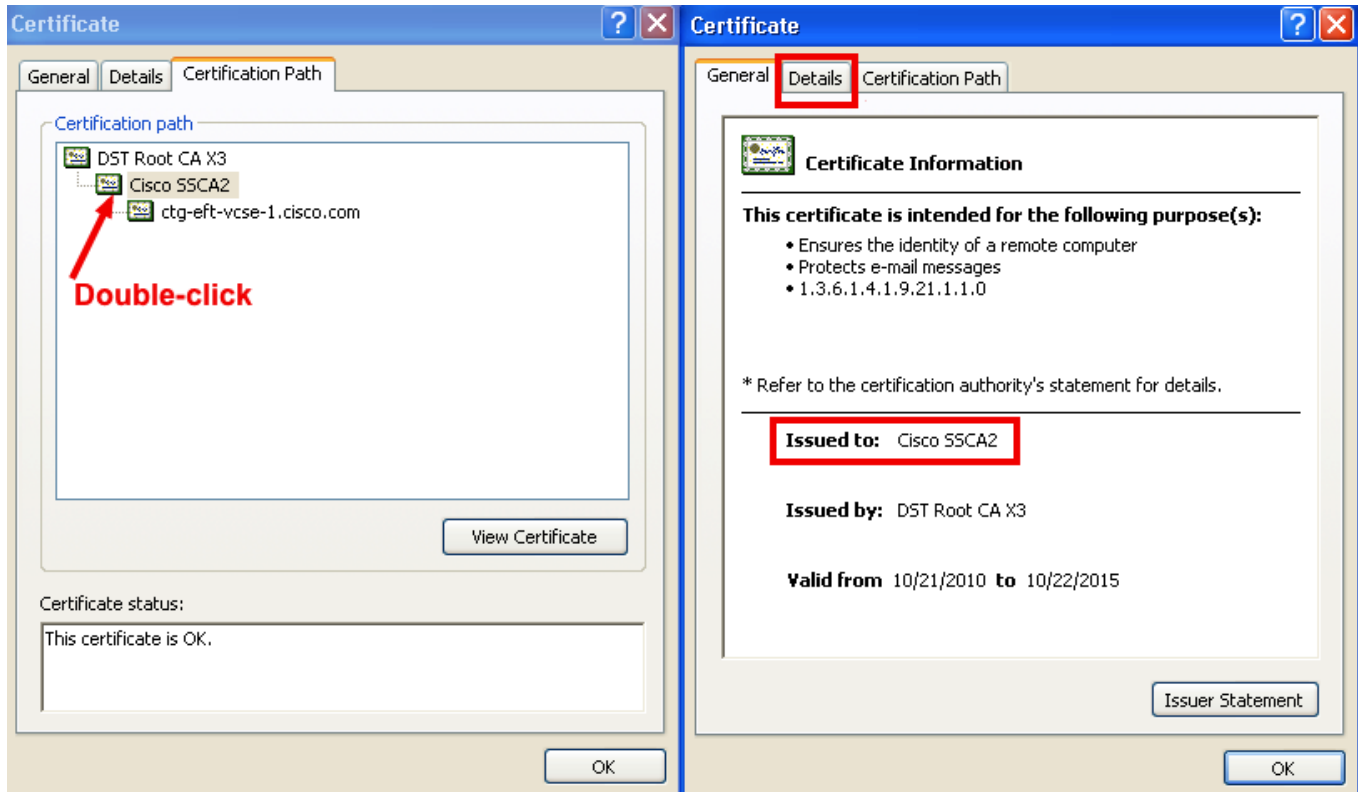 Certificate
General Details Certification Path
Certification path
DST Root CA X3
Cisco SSCA2
ctg-eft-vcse-1.cisco.com
Double-click
View Certificate
Certificate status:
This certificate is OK.
OK
Certificate
General Details Certification Path
Certificate Information
This certificate is intended for the following purpose(s):
• Ensures the identity of a remote computer
• Protects e-mail messages
• 1.3.6.1.4.1.9.21.1.1.0
* Refer to the certification authority's statement for details.
Issued to: Cisco SSCA2
Issued by: DST Root CA X3
Valid from 10/21/2010 to 10/22/2015
Issuer Statement
OK